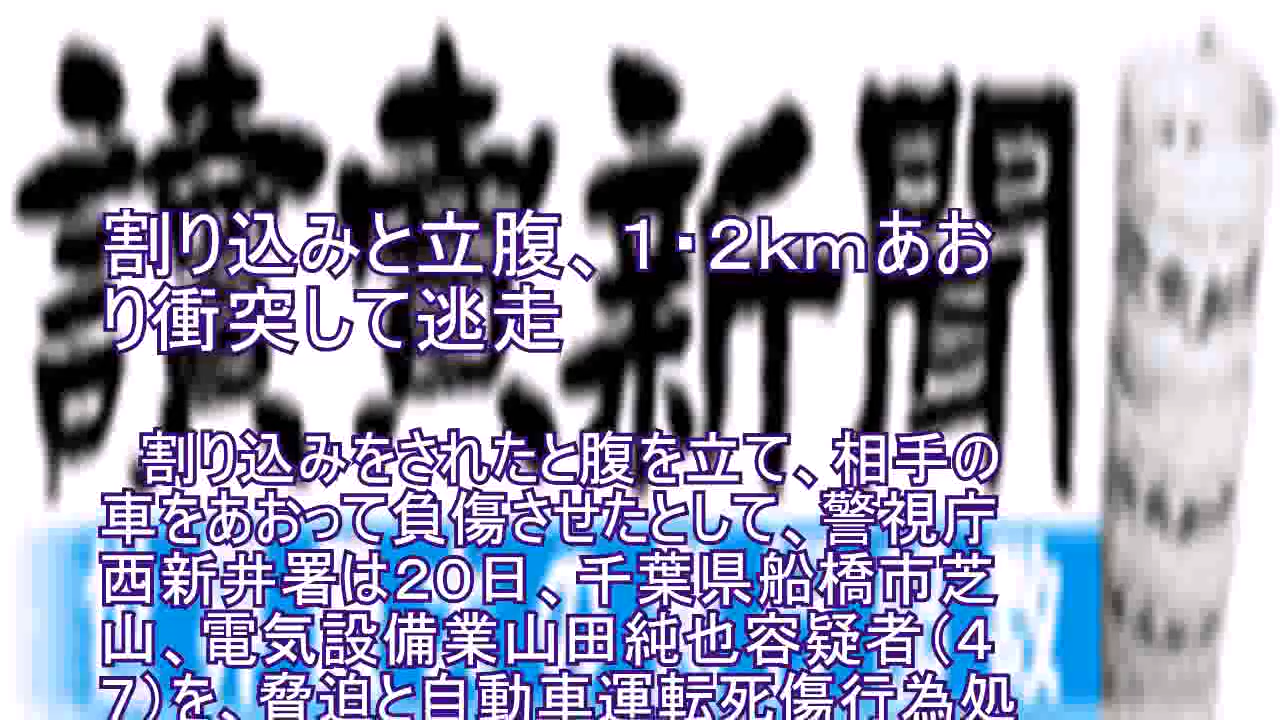 讀賣新聞
割り込みと立腹、１・２ｋｍあお
り衝突して逃走
割り込みをされたと腹を立て、相手の
車をあおって負傷させたとして、警視庁
西新井署は２０日、千葉県船橋市芝
山、電気設備業山田純也容疑者（４
７）を、脅迫と自動車運転死傷行為処